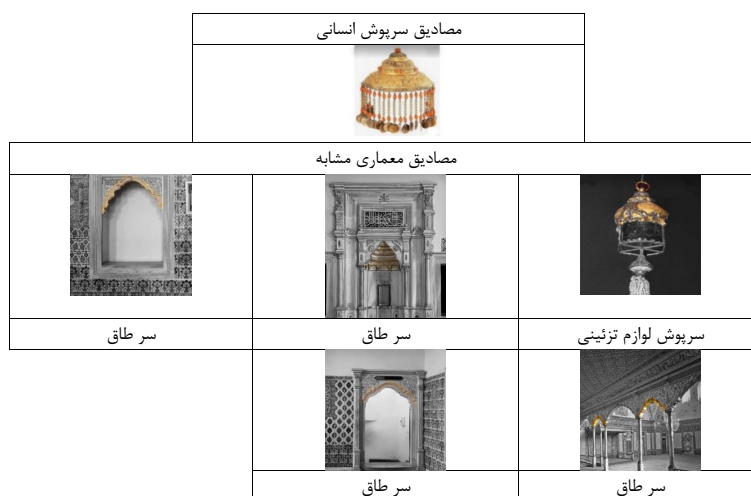 مصادیق سرپوش انسانی
مصادیق معماری مشابه
سرپوش لوازم تزئینی
سر طاق
سر طاق
سر طاق
سر طاق